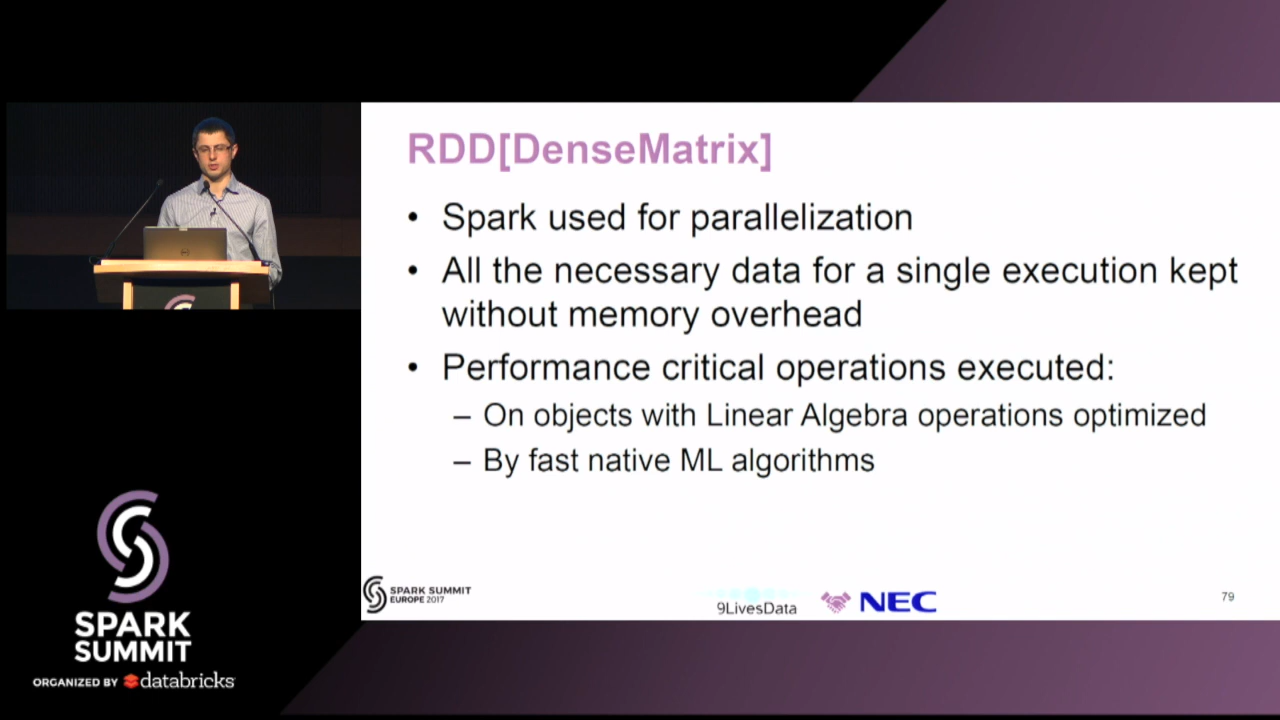 RDD[DenseMatrix]
• Spark used for parallelization
• All the necessary data for a single execution kept
without memory overhead
• Performance critical operations executed:
– On objects with Linear Algebra operations optimized
– By fast native ML algorithms
SPARK SUMMIT
EUROPE 2017
9LivesData
NEC
79
SPARK
SUMMIT
ORGANIZED BY databricks